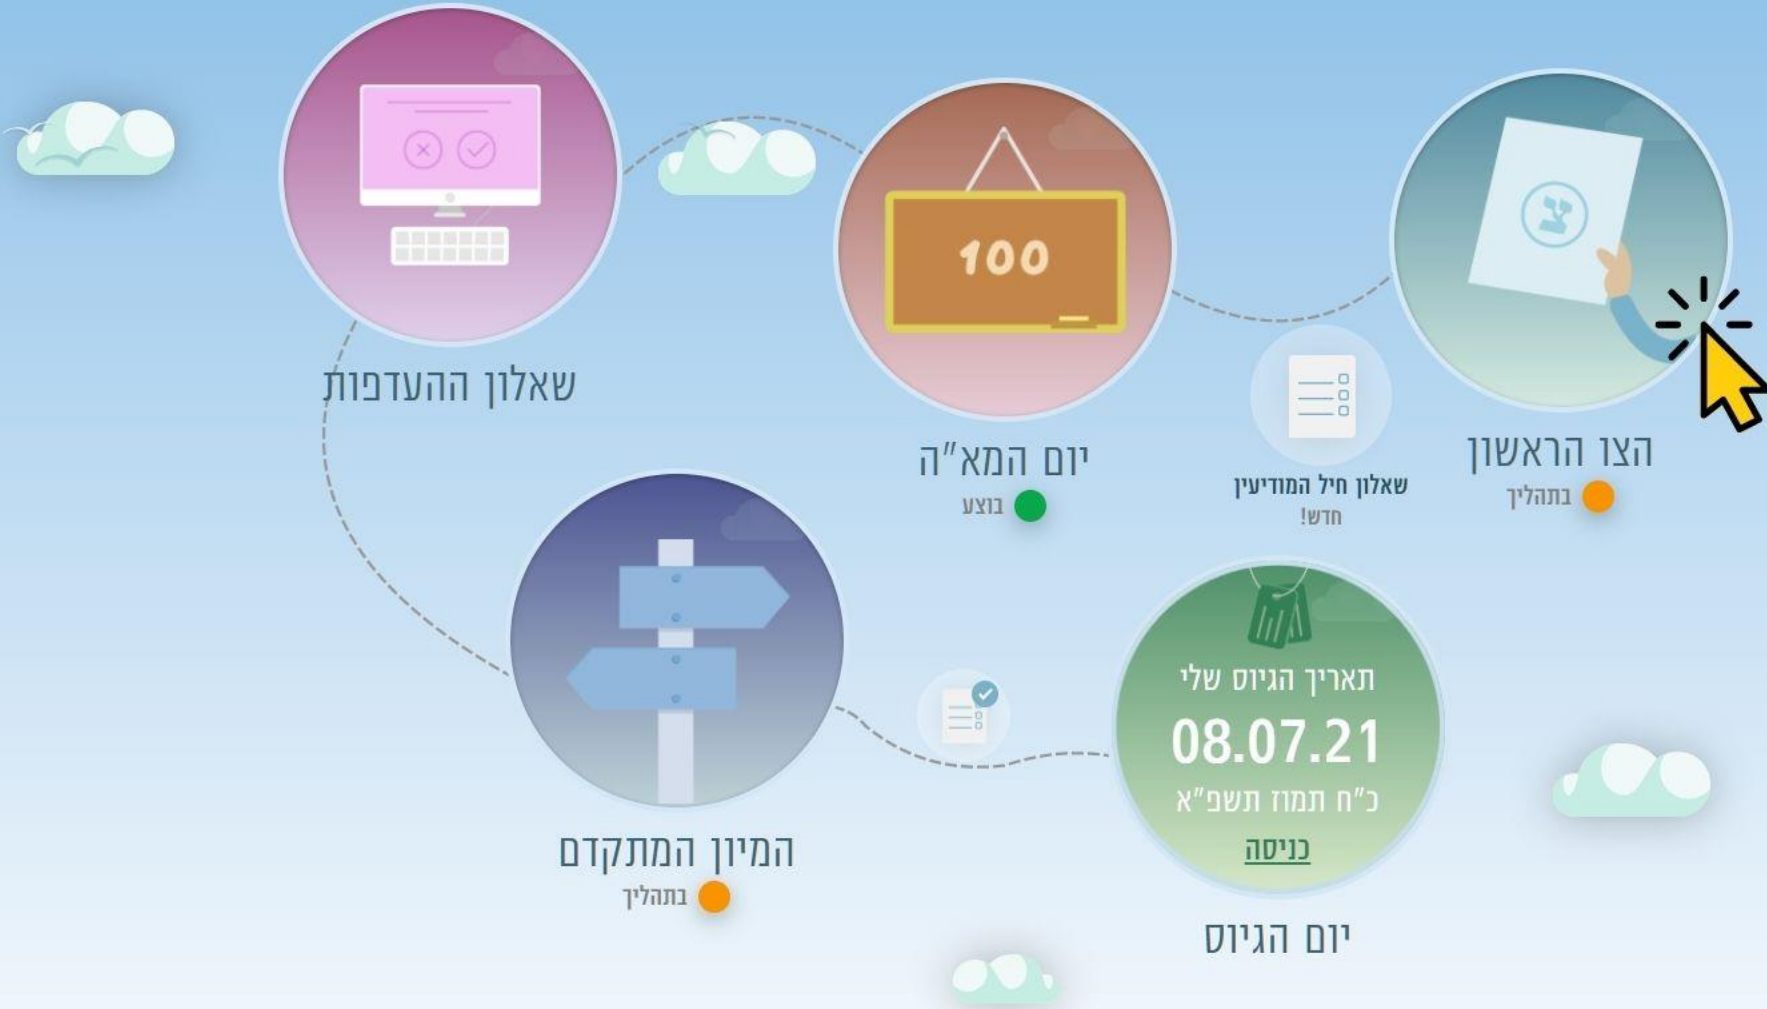 הצו הראשון
בתהליך
צ
שאלון חיל המודיעין
חדש!
100
יום המא"ה
בוצע
שאלון ההעדפות
המיון המתקדם
בתהליך
תאריך הגיוס שלי
08.07.21
כ"ח תמוז תשפ"א
כניסה
יום הגיוס